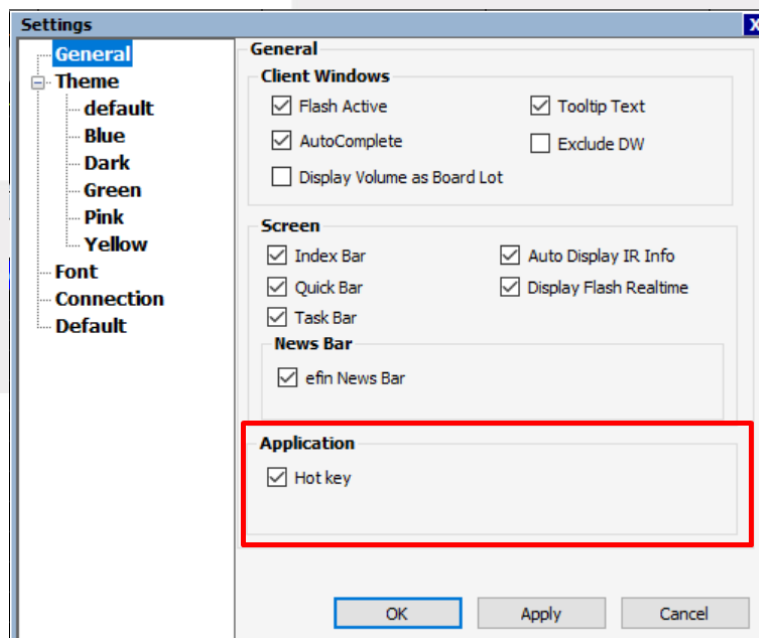 Settings
X
General
Theme
default
Blue
Dark
Green
Pink
Yellow
Font
Connection
Default
General
Client Windows
Flash Active
Tooltip Text
AutoComplete
Exclude DW
Display Volume as Board Lot
Screen
Index Bar
Auto Display IR Info
Quick Bar
Display Flash Realtime
Task Bar
News Bar
efin News Bar
Application
Hot key
OK
Apply
Cancel